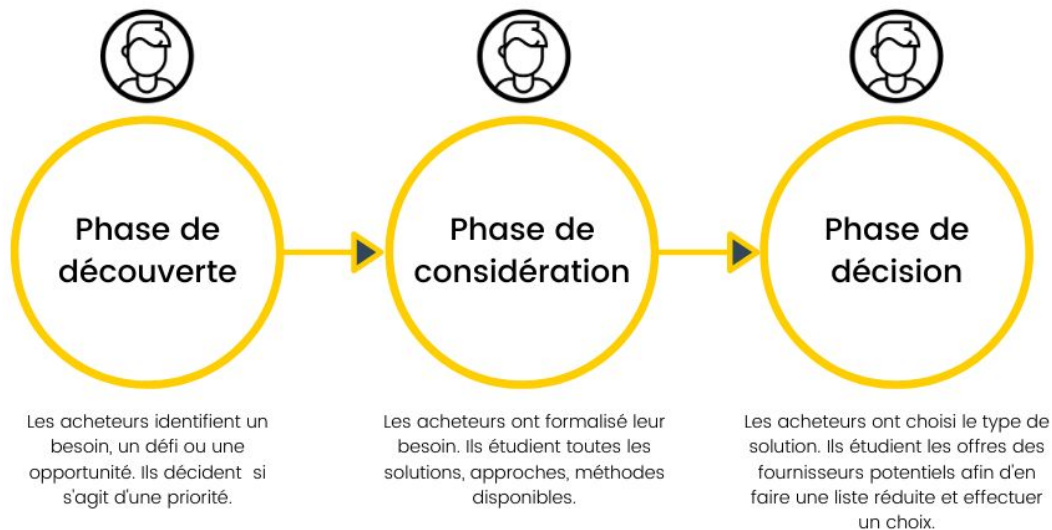 Phase de
découverte
Phase de
considération
Phase de
décision
Les acheteurs identifient un
besoin, un défi ou une
opportunité. Ils décident si
s'agit d'une priorité.
Les acheteurs ont formalisé leur
besoin. Ils étudient toutes les
solutions, approches, méthodes
disponibles.
Les acheteurs ont choisi le type de
solution. Ils étudient les offres des
fournisseurs potentiels afin d'en
faire une liste réduite et effectuer
un choix.